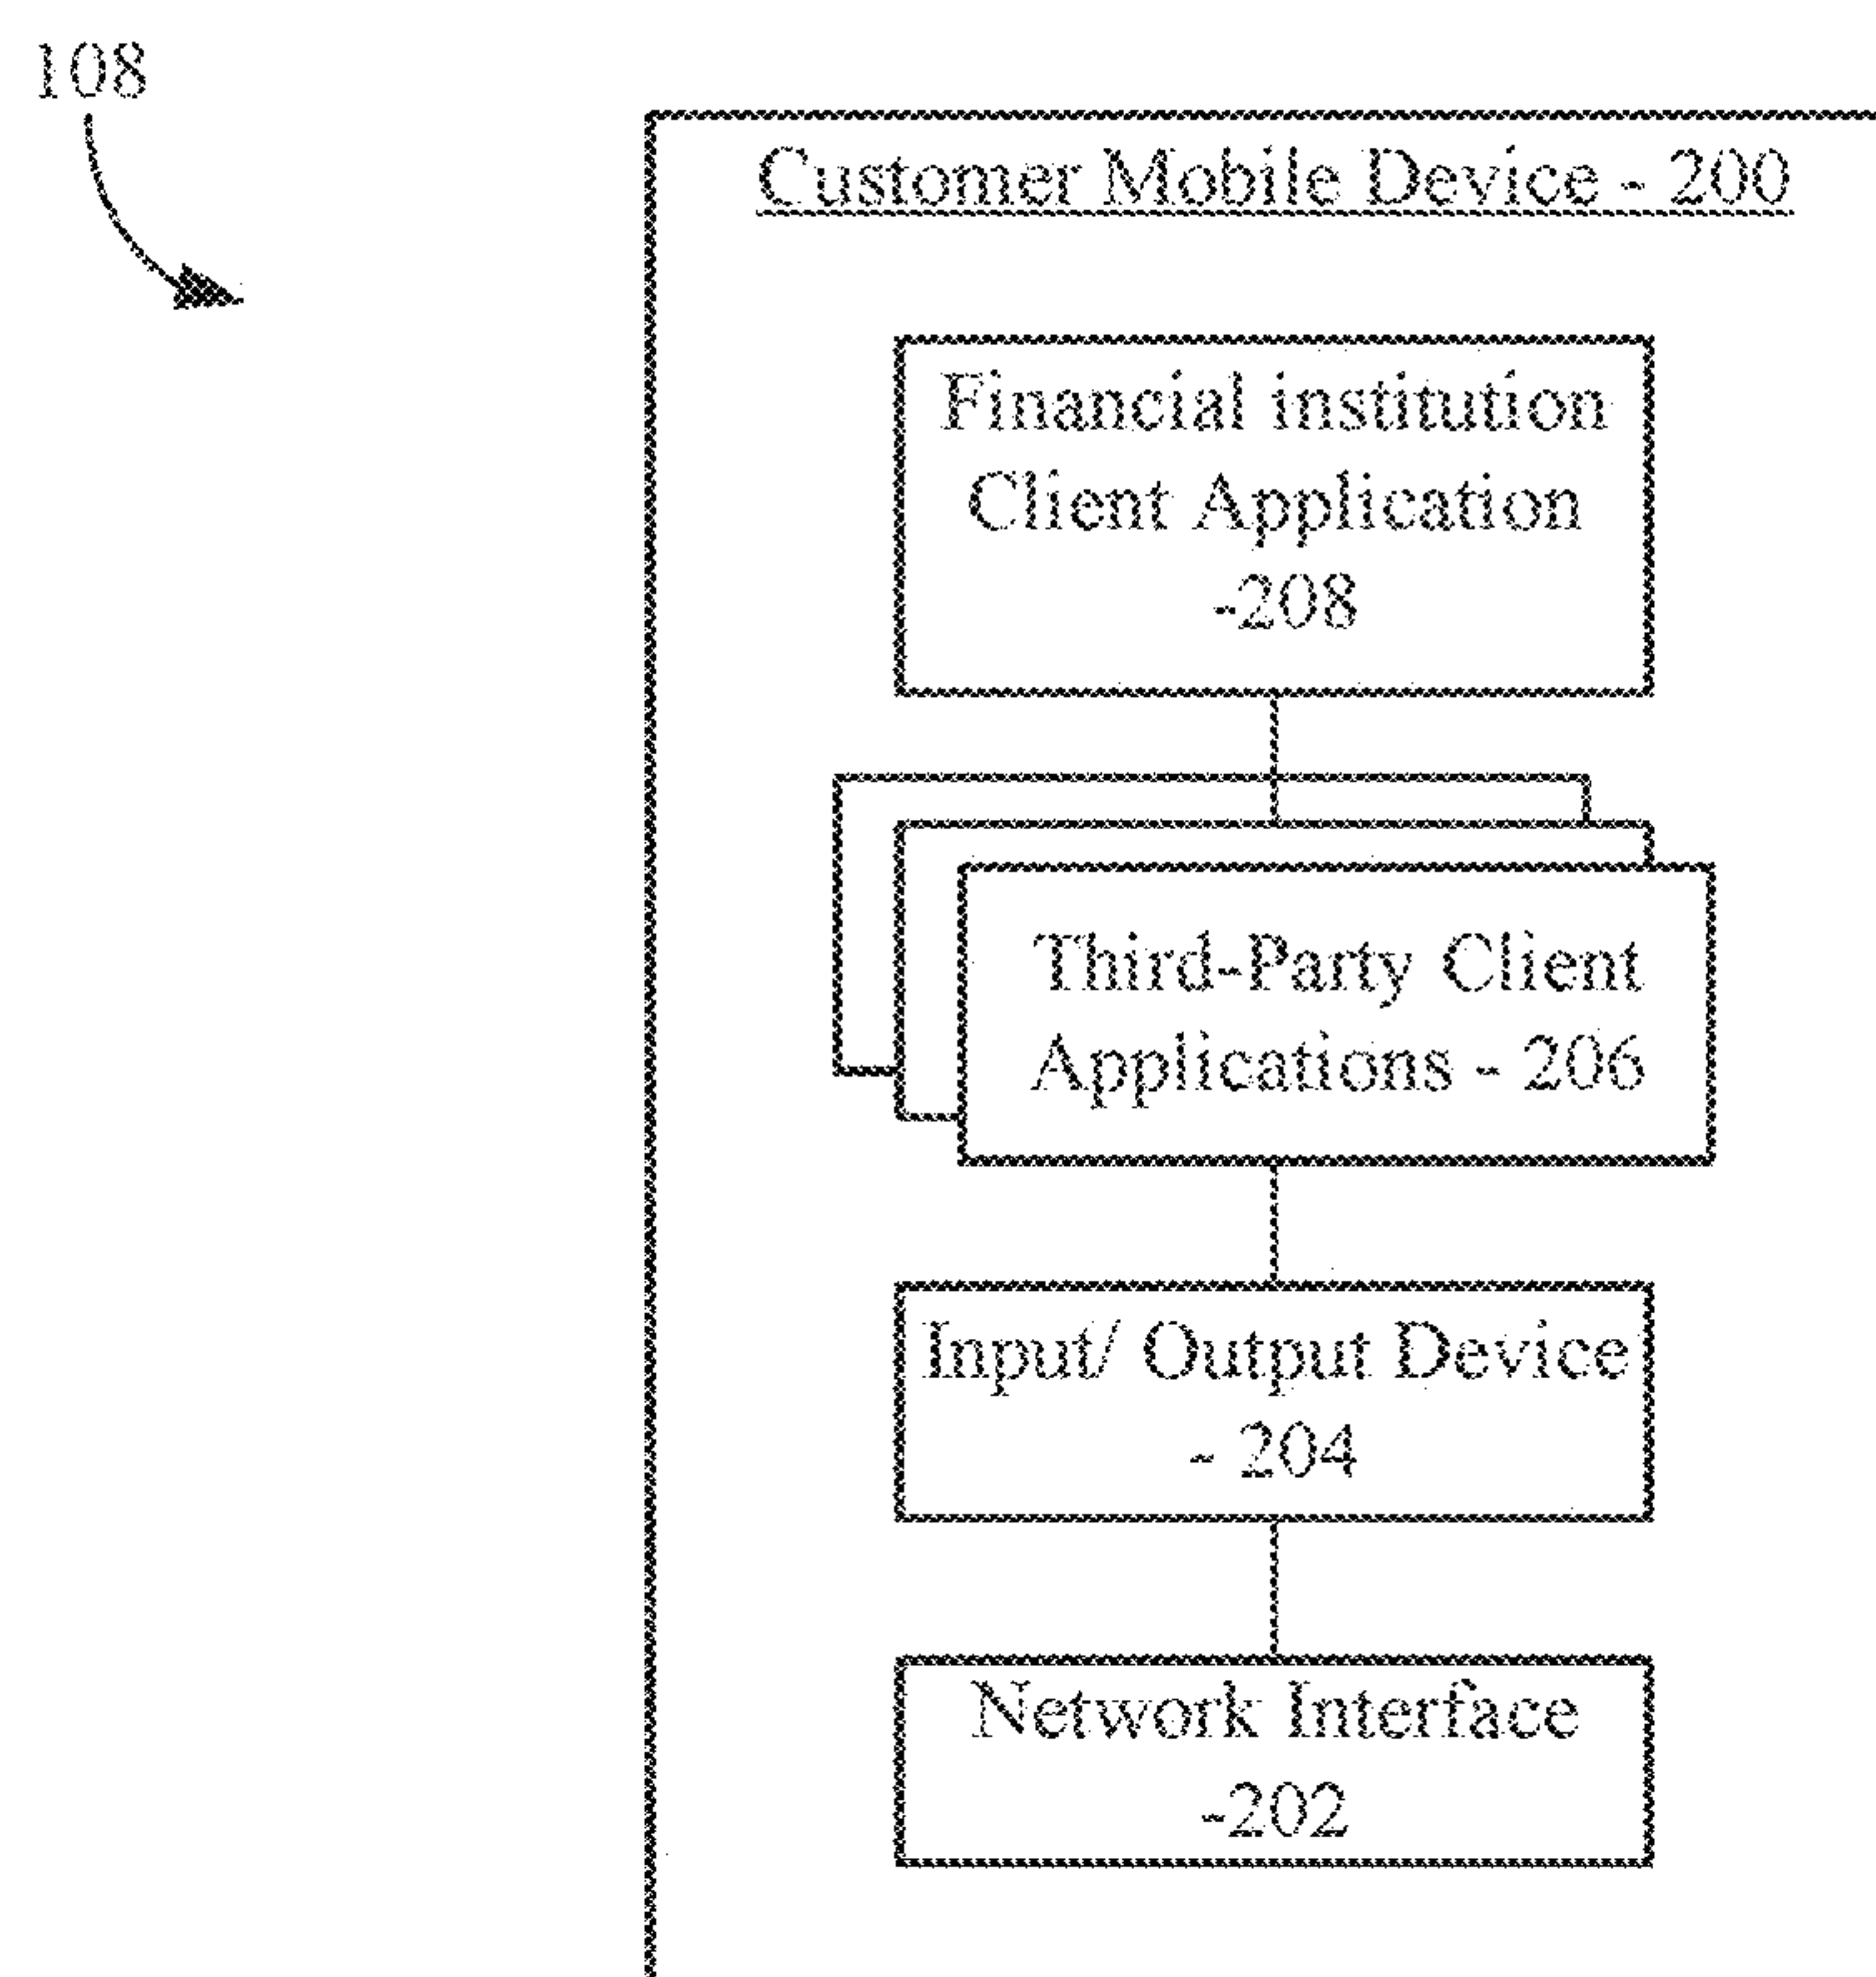 108
Customer Mobile Device - 200
Financial institution
Client Application
-208
Third-Party Client
Applications - 206
Input/ Output Device
- 204
Network Interface
-202